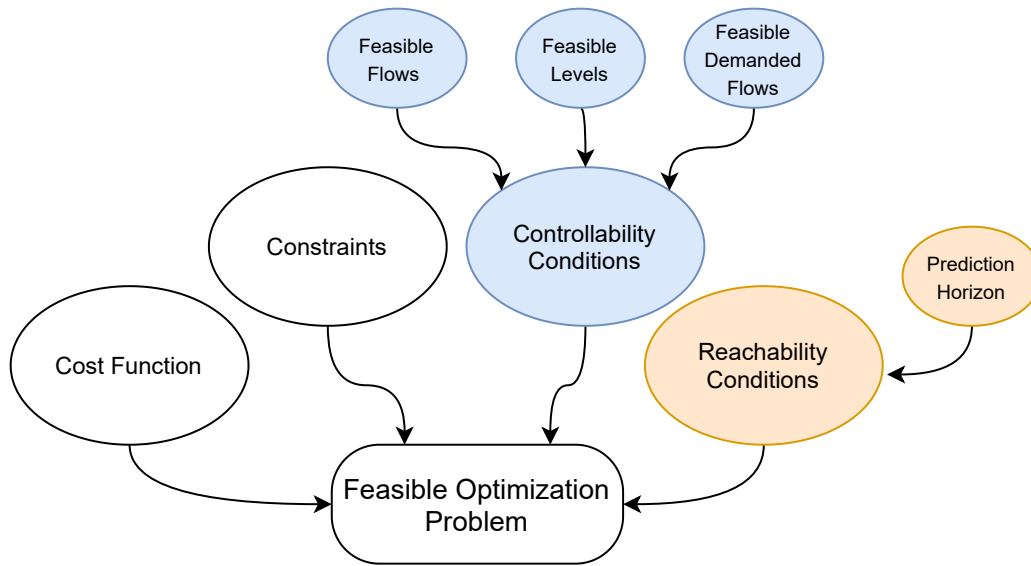 Feasible
Flows
Feasible
Levels
Feasible
Demanded
Flows
Constraints
Controllability
Conditions
Prediction
Horizon
Cost Function
Reachability
Conditions
Feasible Optimization
Problem